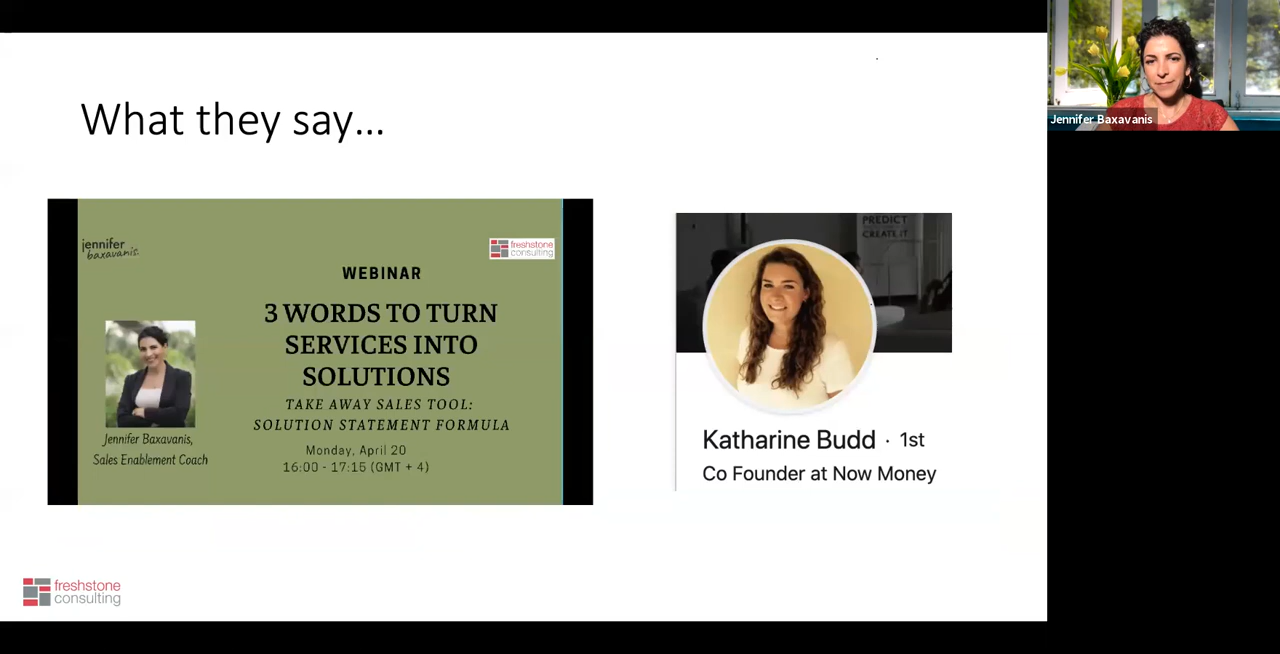 What they say...
Jennifer Baxavanis
jennifer
baxavanis.
freshstone
consulting
WEBINAR
3 WORDS TO TURN
SERVICES INTO
SOLUTIONS
TAKE AWAY SALES TOOL:
SOLUTION STATEMENT FORMULA
Monday, April 20
16:00 - 17:15 (GMT + 4)
Jennifer Baxavanis,
Sales Enablement Coach
PREDICT
CREATE IT
Katharine Budd · 1st
Co Founder at Now Money
freshstone
consulting